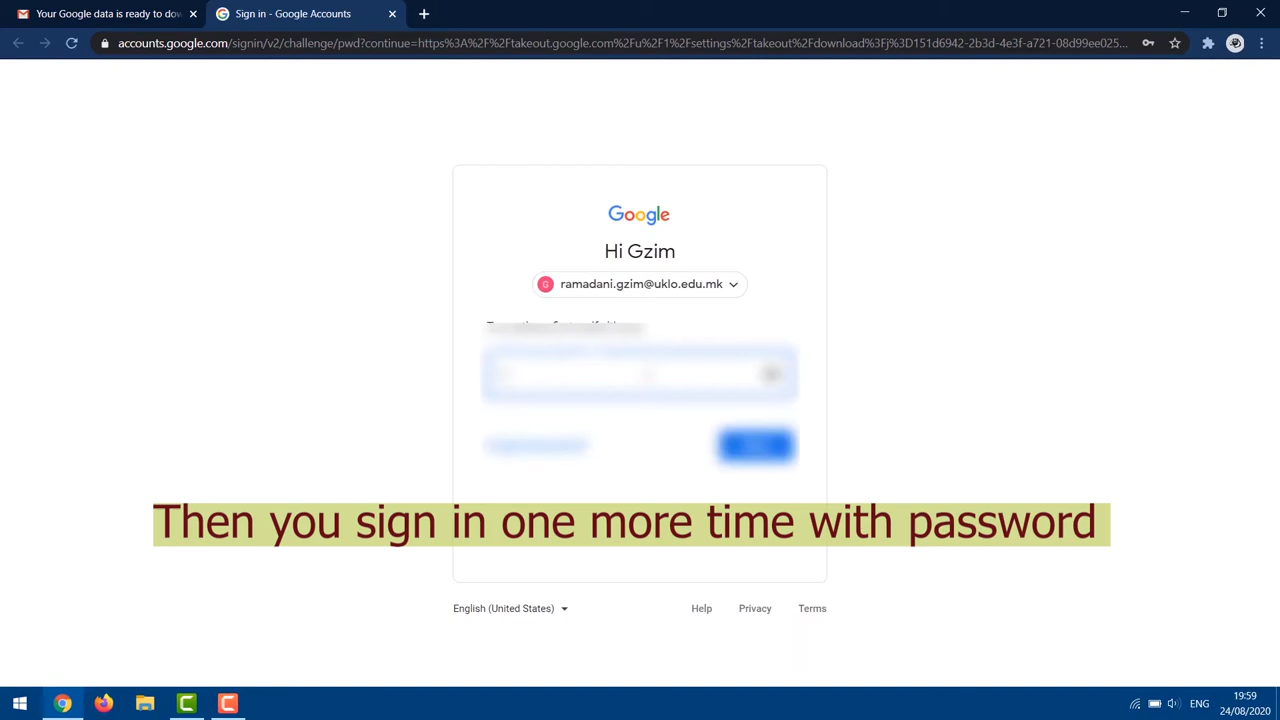 Your Google data is ready to dow
Sign in - Google Accounts
accounts.google.com/signin/v2/challenge/pwd?continue=https%3A%2F%2Ftakeout.google.com%2Fu%2F1%2Fsettings%2Ftakeout%2Fdownload%3Fj%3D151d6942-2b3d-4e3f-a721-08d99ee025...
Google
Hi Gzim
G ramadani.gzim@uklo.edu.mk
Then you sign in one more time with password
English (United States)
Help Privacy Terms
19:59
ENG
24/08/2020